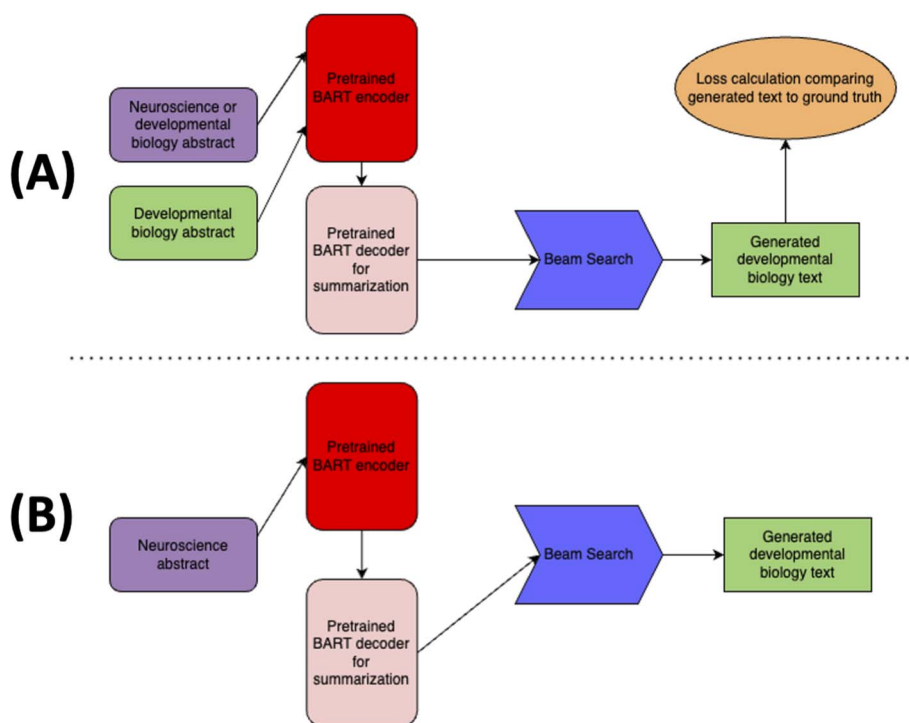 (A)
Neuroscience or
developmental
biology abstract
Developmental
biology abstract
Pretrained
BART encoder
Pretrained
BART decoder
for
summarization
Beam Search
Generated
developmental
biology text
Loss calculation comparing
generated text to ground truth
(B)
Neuroscience
abstract
Pretrained
BART encoder
Pretrained
BART decoder
for
summarization
Beam Search
Generated
developmental
biology text